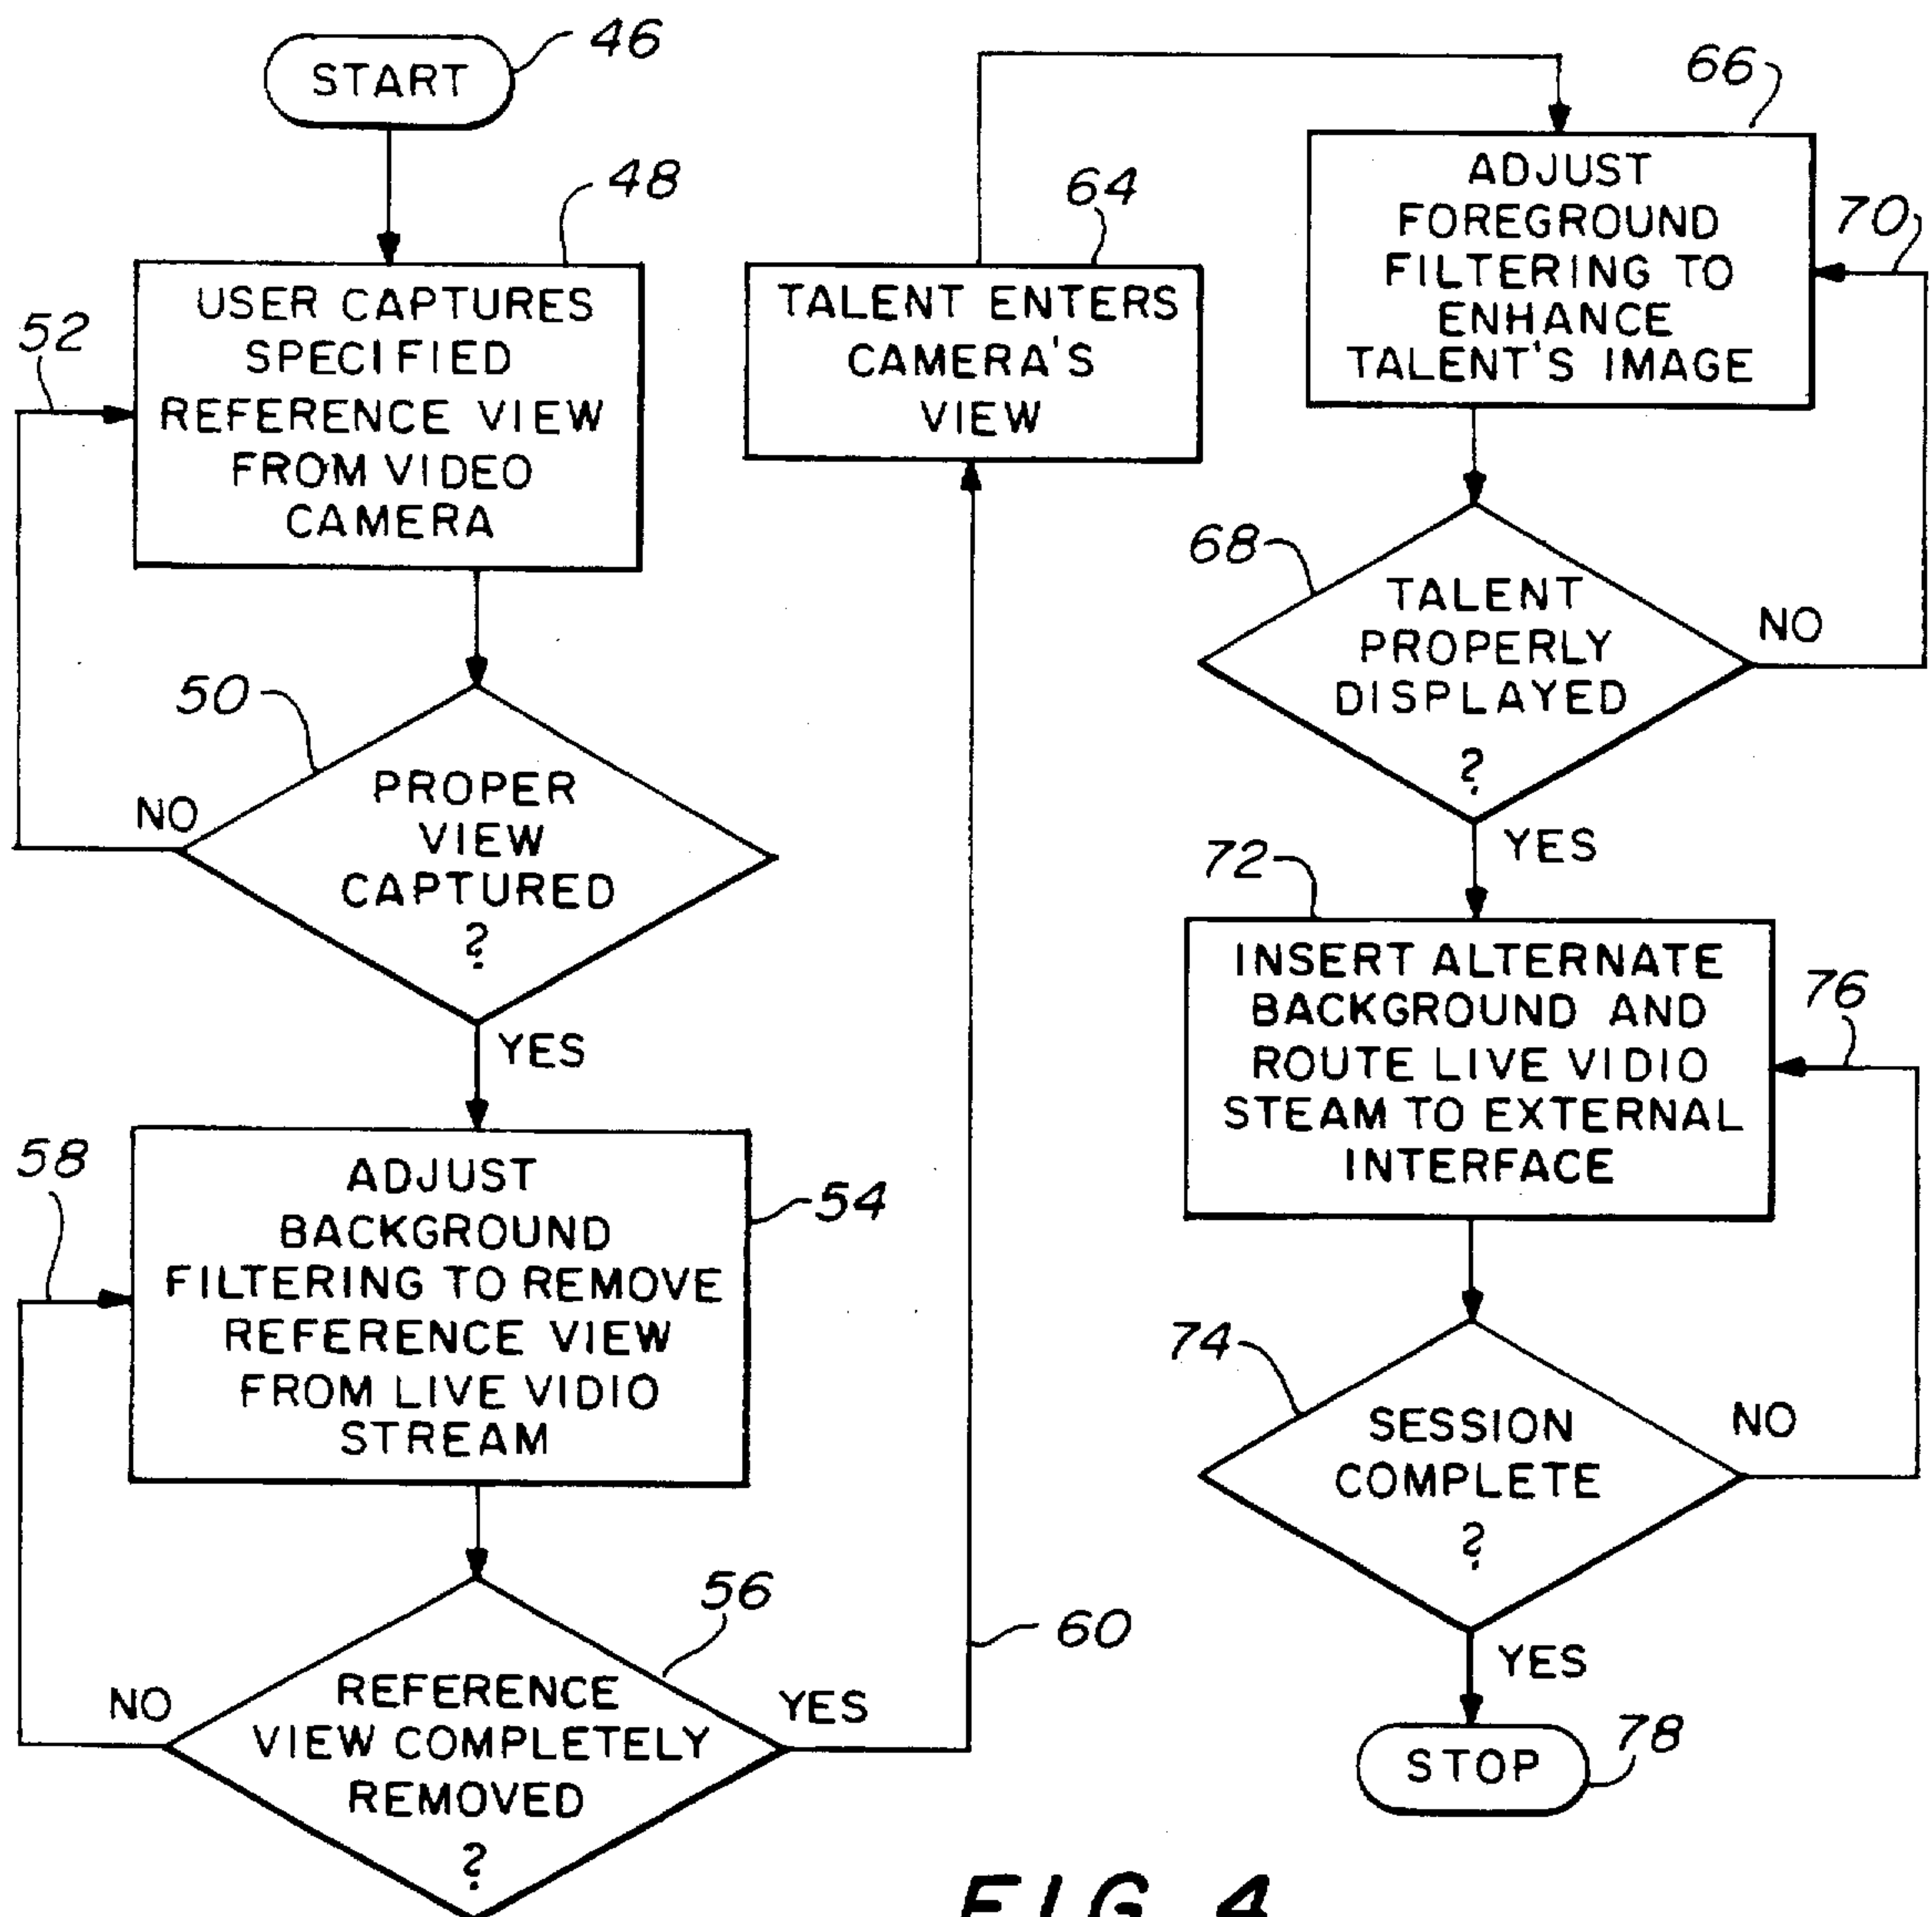 START
46
48
USER CAPTURES
SPECIFIED
REFERENCE VIEW
FROM VIDEO
CAMERA
52
50
PROPER
VIEW
CAPTURED
?
NO
YES
58
54
ADJUST
BACKGROUND
FILTERING TO REMOVE
REFERENCE VIEW
FROM LIVE VIDIO
STREAM
56
REFERENCE
VIEW COMPLETELY
REMOVED
?
NO
YES
60
64
TALENT ENTERS
CAMERA'S
VIEW
66
ADJUST
FOREGROUND
FILTERING TO
ENHANCE
TALENT'S IMAGE
70
68
TALENT
PROPERLY
DISPLAYED
?
NO
YES
72
INSERT ALTERNATE
BACKGROUND AND
ROUTE LIVE VIDIO
STEAM TO EXTERNAL
INTERFACE
76
74
SESSION
COMPLETE
?
NO
YES
STOP
78
FIG 4